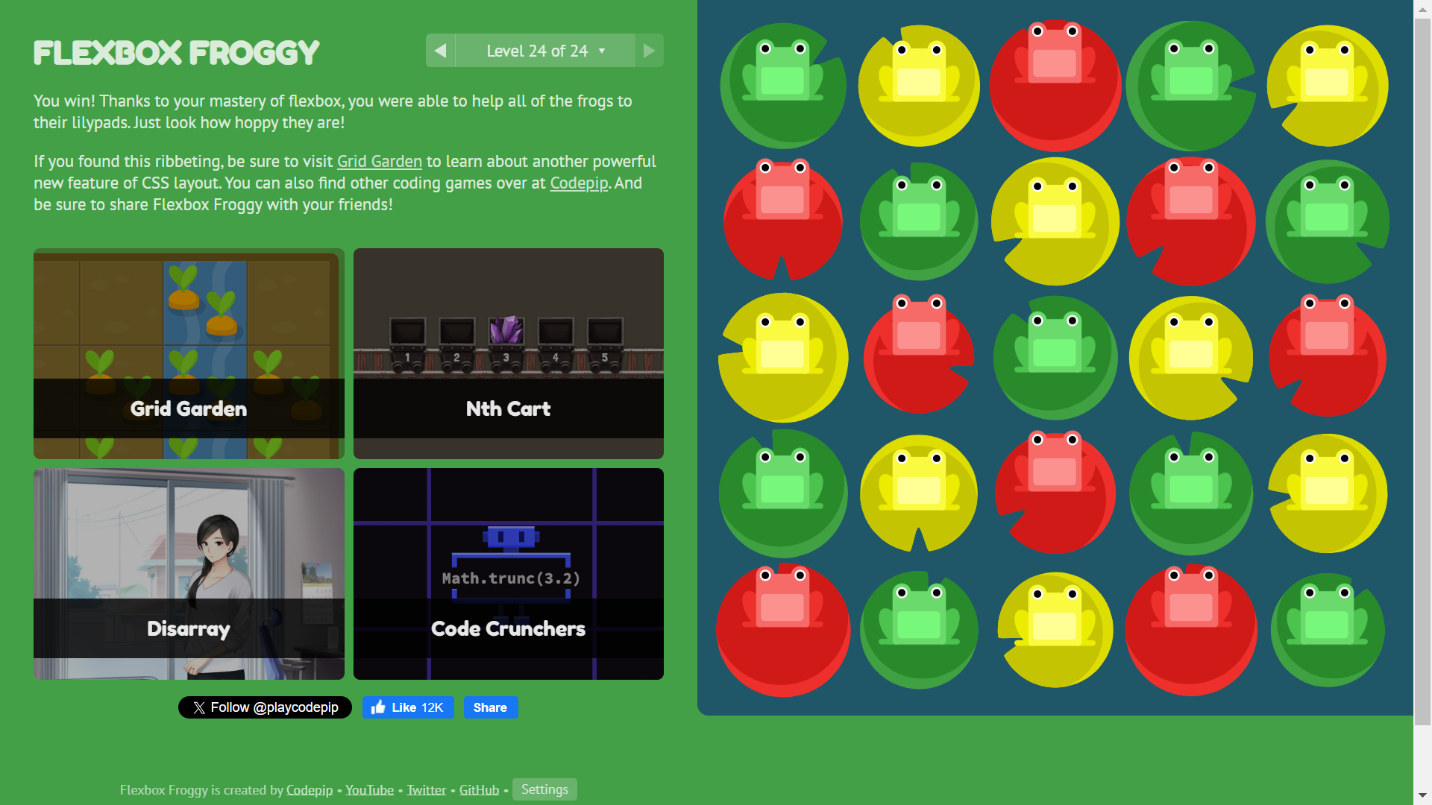 FLEXBOX FROGGY
Level 24 of 24
You win! Thanks to your mastery of flexbox, you were able to help all of the frogs to
their lilypads. Just look how hoppy they are!
If you found this ribbeting, be sure to visit Grid Garden to learn about another powerful
new feature of CSS layout. You can also find other coding games over at Codepip. And
be sure to share Flexbox Froggy with your friends!
1 2 3 4 5
Grid Garden
Nth Cart
Math.trunc(3.2)
Disarray
Code Crunchers
Follow @playcodepip
Like 12K
Share
Flexbox Froggy is created by Codepip • YouTube • Twitter • GitHub • Settings